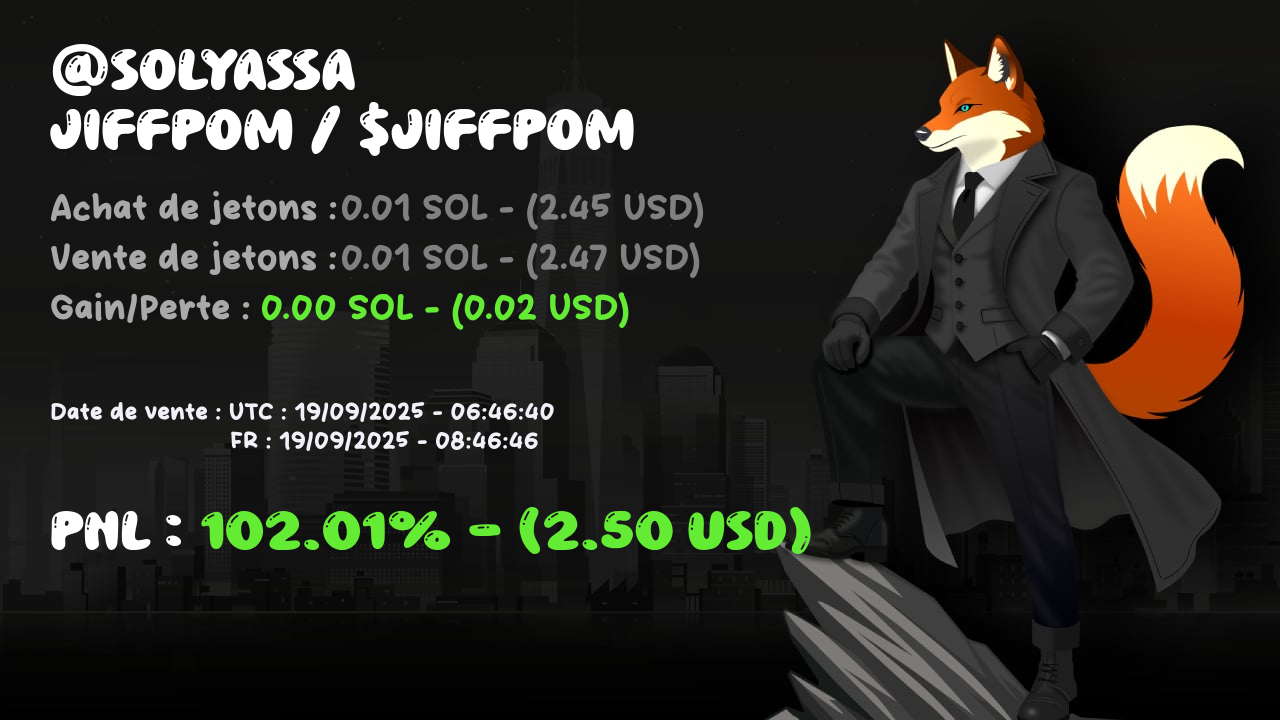 @SOLYASSA
JIFFPOM / $JIFFPOM
Achat de jetons : 0.01 SOL - (2.45 USD)
Vente de jetons : 0.01 SOL - (2.47 USD)
Gain/Perte : 0.00 SOL - (0.02 USD)
Date de vente : UTC : 19/09/2025 - 06:46:40
FR : 19/09/2025 - 08:46:46
PNL : 102.01% - (2.50 USD)